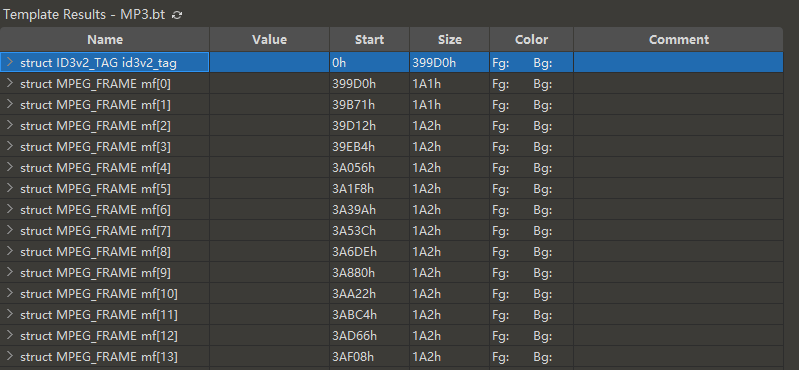 Template Results - MP3.bt
Name Value Start Size Color Comment
struct ID3v2_TAG id3v2_tag 0h 399D0h Fg: Bg:
struct MPEG_FRAME mf[0] 399D0h 1A1h Fg: Bg:
struct MPEG_FRAME mf[1] 39B71h 1A1h Fg: Bg:
struct MPEG_FRAME mf[2] 39D12h 1A2h Fg: Bg:
struct MPEG_FRAME mf[3] 39EB4h 1A2h Fg: Bg:
struct MPEG_FRAME mf[4] 3A056h 1A2h Fg: Bg:
struct MPEG_FRAME mf[5] 3A1F8h 1A2h Fg: Bg:
struct MPEG_FRAME mf[6] 3A39Ah 1A2h Fg: Bg:
struct MPEG_FRAME mf[7] 3A53Ch 1A2h Fg: Bg:
struct MPEG_FRAME mf[8] 3A6DEh 1A2h Fg: Bg:
struct MPEG_FRAME mf[9] 3A880h 1A2h Fg: Bg:
struct MPEG_FRAME mf[10] 3AA22h 1A2h Fg: Bg:
struct MPEG_FRAME mf[11] 3ABC4h 1A2h Fg: Bg:
struct MPEG_FRAME mf[12] 3AD66h 1A2h Fg: Bg:
struct MPEG_FRAME mf[13] 3AF08h 1A2h Fg: Bg: